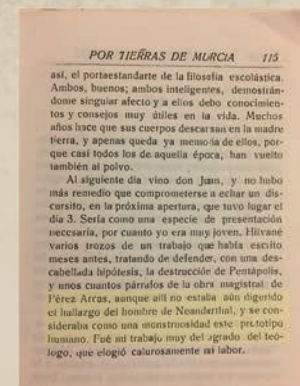 POR TIERRAS DE MURCIA 115
así, el portaestandarte de la filosofía escolástica.
Ambos, buenos; ambos inteligentes, demostrán-
dome singular afecto y a ellos debo conocimien-
tos y consejos muy útiles en la vida. Muchos
años hace que sus cuerpos descansan en la madre
tierra, y apenas queda ya memoria de ellos, por-
que casi todos los de aquella época, han vuelto
también al polvo.
Al siguiente día vino don Juan, y no hubo
más remedio que comprometerse a echar un dis-
cursito, en la próxima apertura, que tuvo lugar el
día 3. Sería como una especie de presentación
necesaria, por cuanto yo era muy joven. Hilvané
varios trozos de un trabajo que había escrito
meses antes, tratando de defender, con una des-
cabellada hipótesis, la destrucción de Pentápolis,
y unos cuantos párrafos de la obra magistral de
Pérez Arcas, aunque allí no estaba aún digerido
el hallazgo del hombre de Neanderthal, y se con-
sideraba como una monstruosidad este prototipo
humano. Fué mi trabajo muy del agrado del teó-
logo, que elogió calurosamente mi labor.